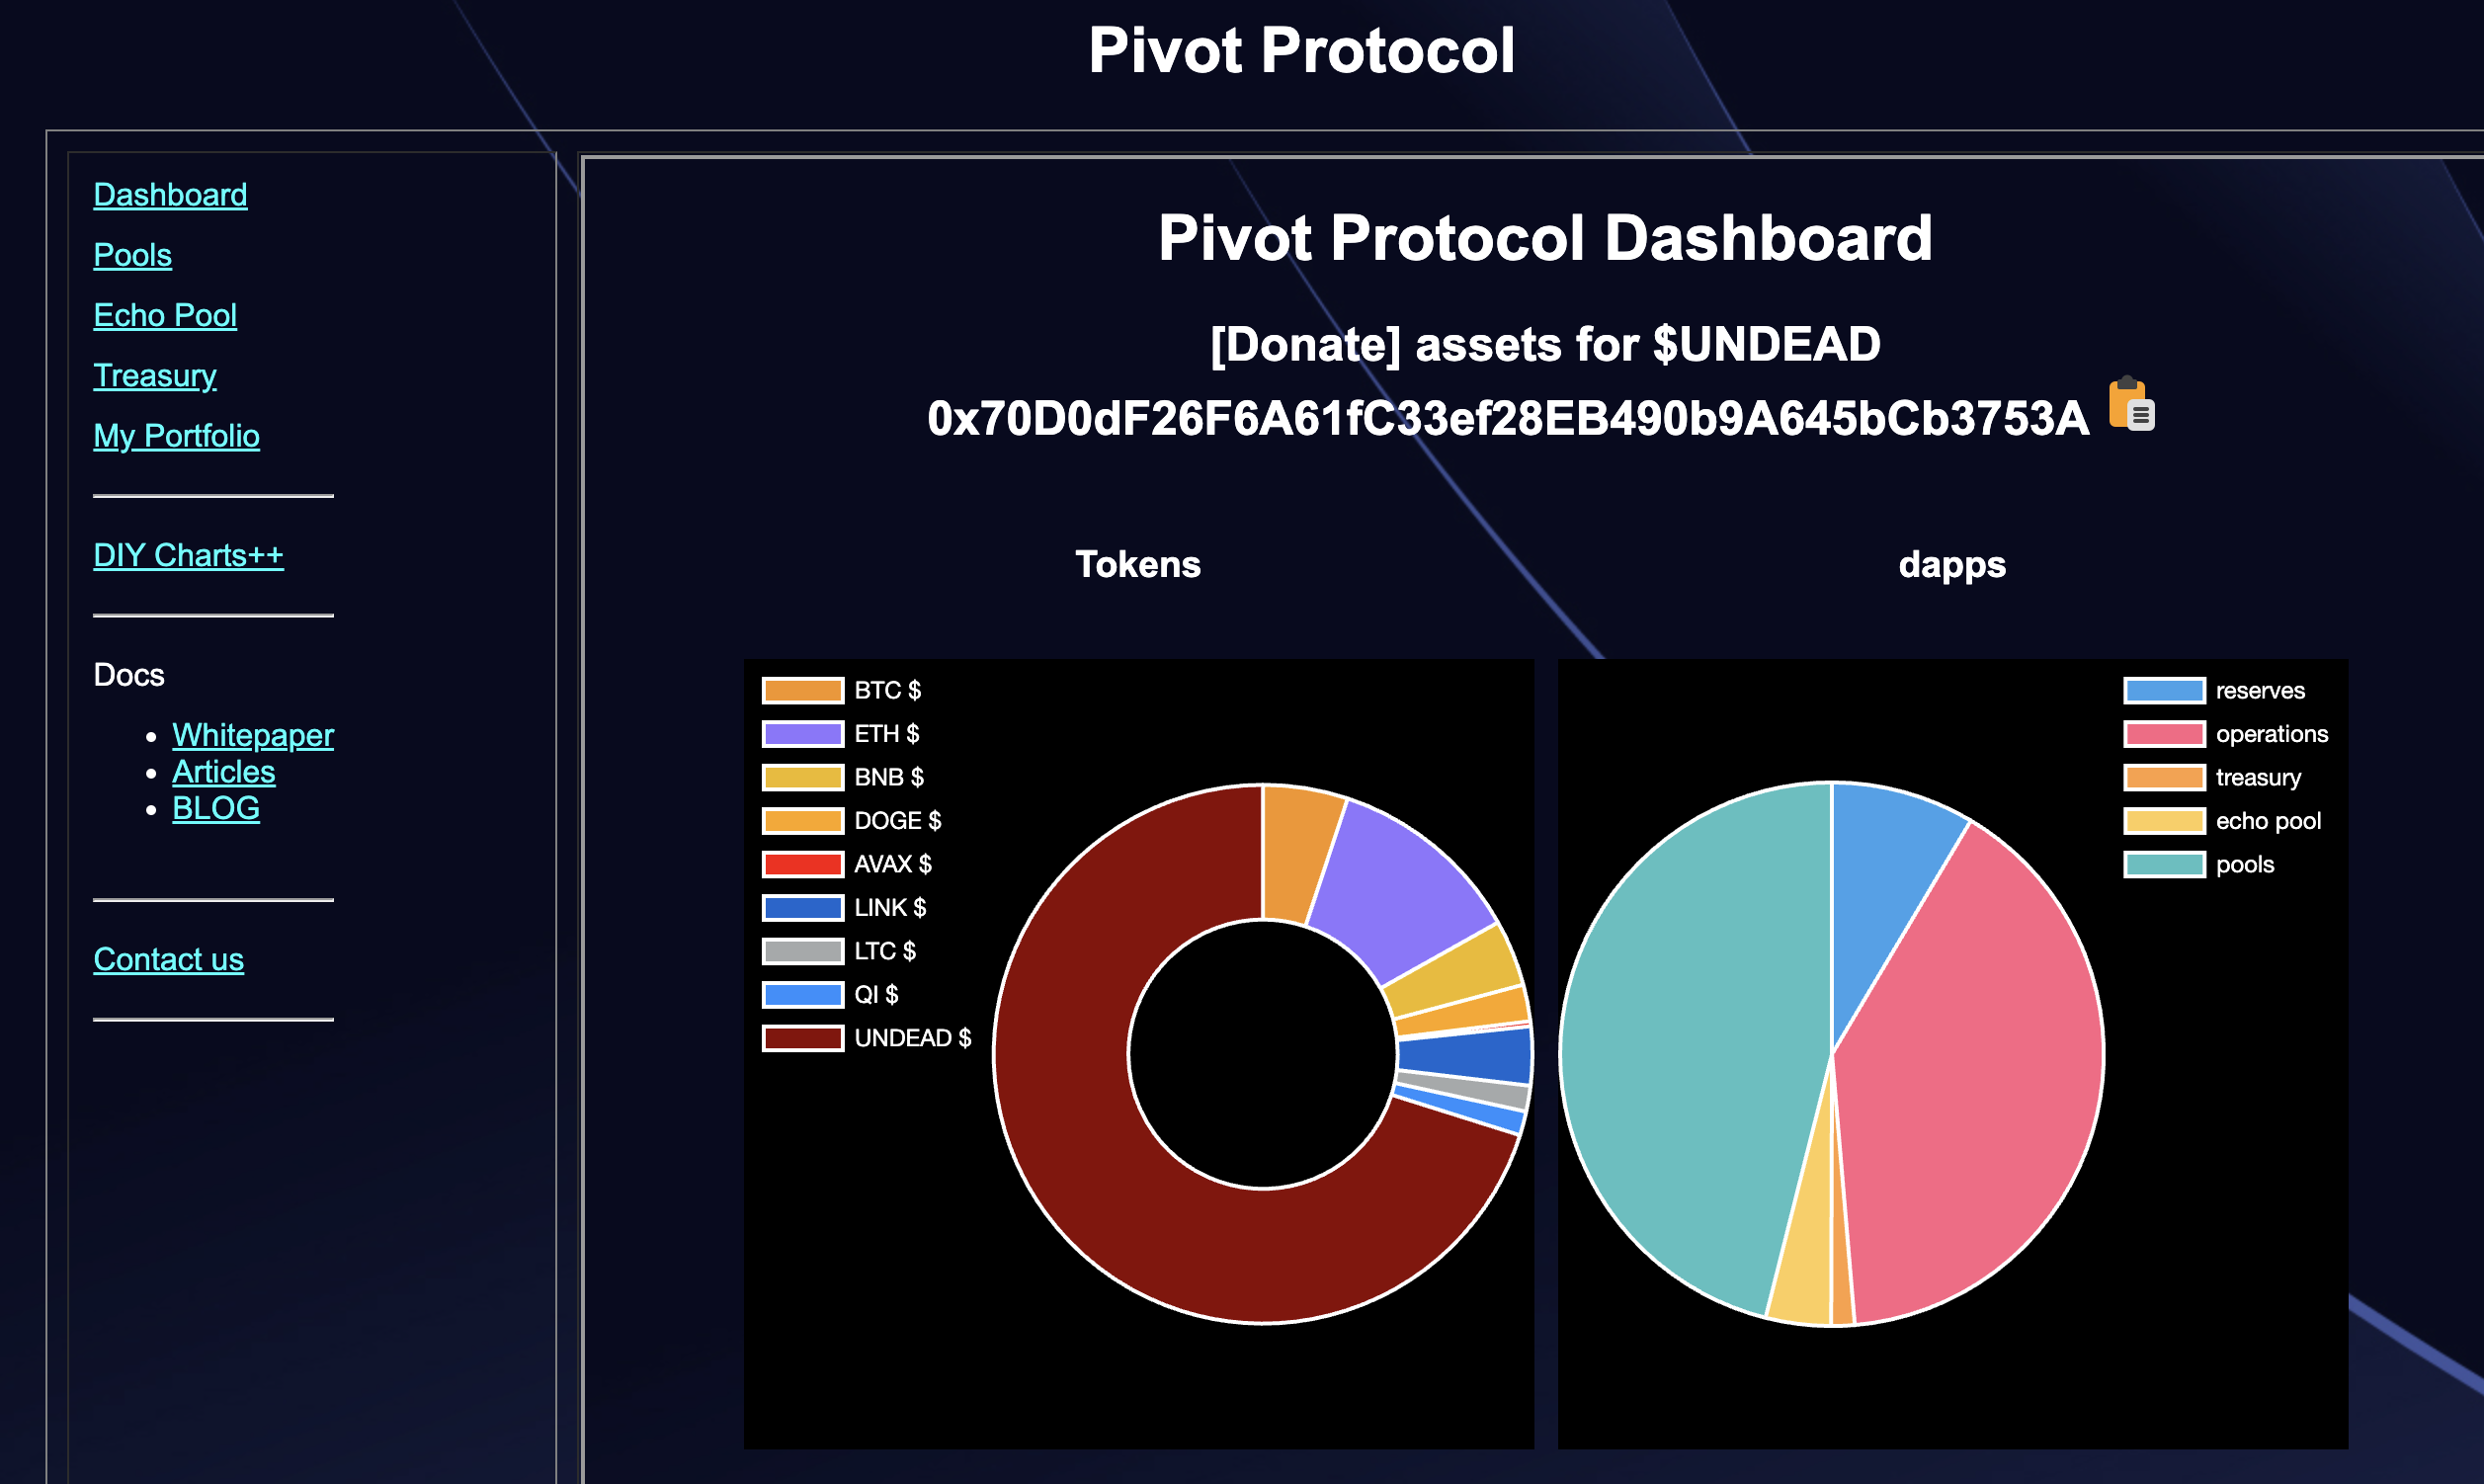 Pivot Protocol
Dashboard
Pools
Echo Pool
Treasury
My Portfolio
DIY Charts++
Docs
Whitepaper
Articles
BLOG
Contact us
Pivot Protocol Dashboard
[Donate] assets for $UNDEAD
0x70D0dF26F6A61fC33ef28EB490b9A645bCb3753A
Tokens
BTC $
ETH $
BNB $
DOGE $
AVAX $
LINK $
LTC $
QI $
UNDEAD $
dapps
reserves
operations
treasury
echo pool
pools